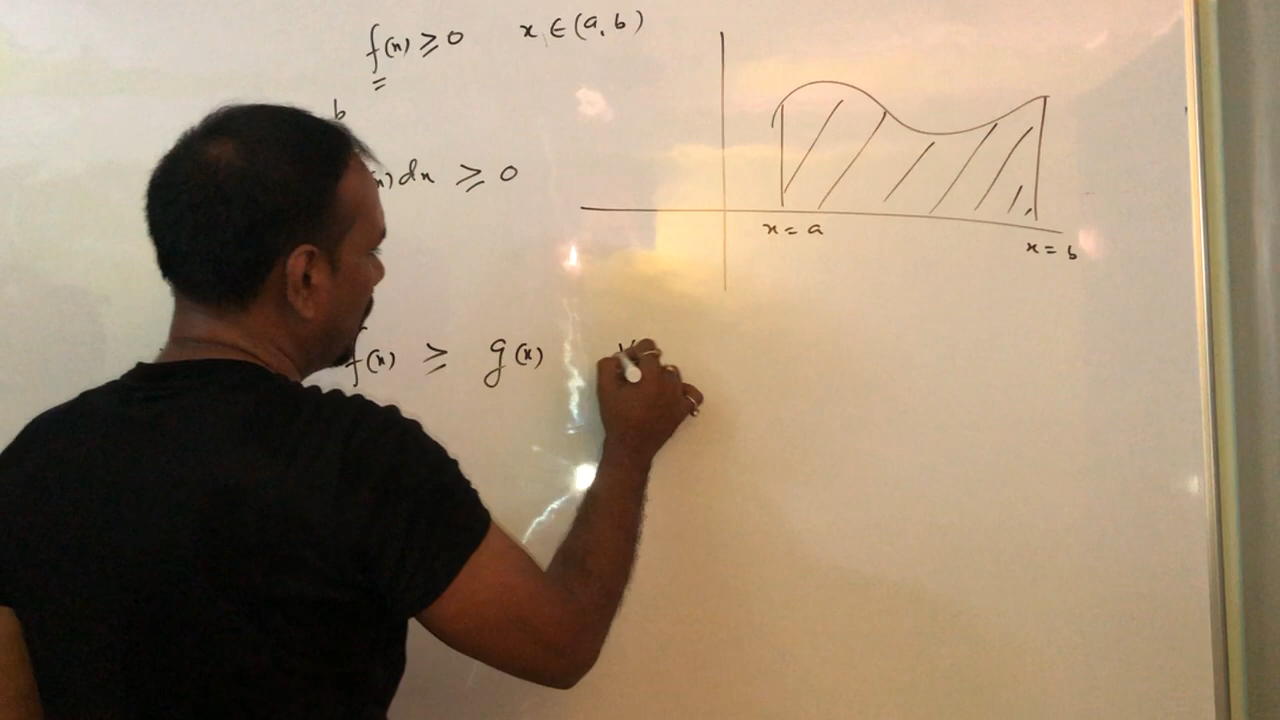 f(x) ≥ 0 x ∈ (a, b)
b
(x) dx ≥ 0
x = a
x = b
f(x) ≥ g(x)